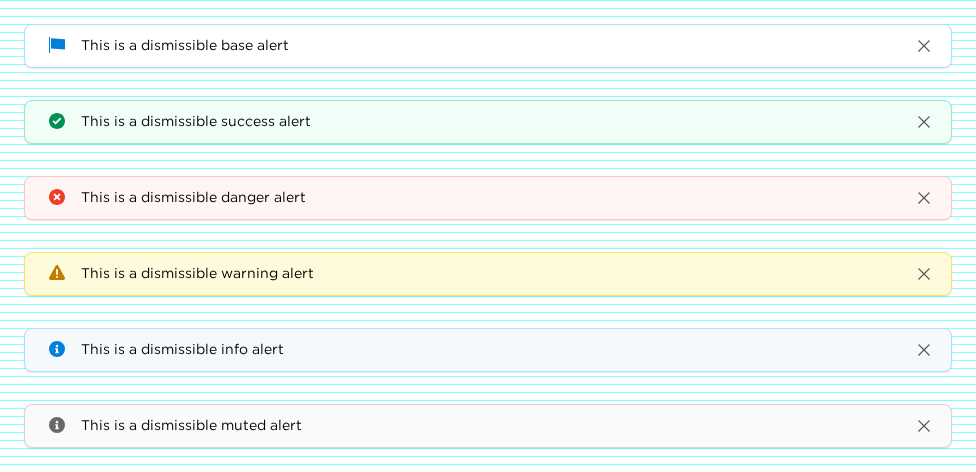 This is a dismissible base alert
This is a dismissible success alert
This is a dismissible danger alert
This is a dismissible warning alert
This is a dismissible info alert
This is a dismissible muted alert